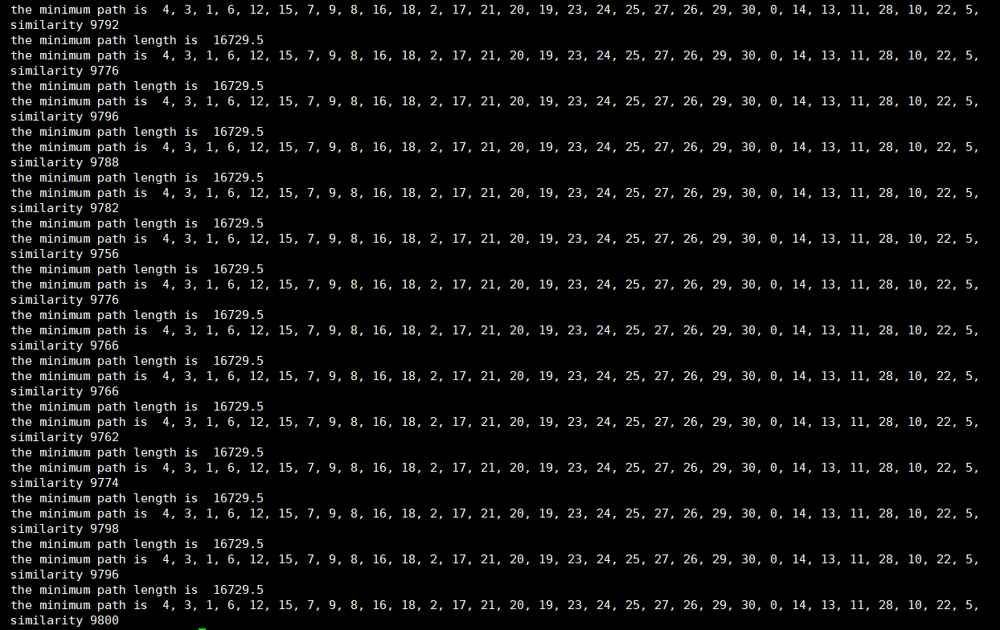 the minimum path is  4, 3, 1, 6, 12, 15, 7, 9, 8, 16, 18, 2, 17, 21, 20, 19, 23, 24, 25, 27, 26, 29, 30, 0, 14, 13, 11, 28, 10, 22, 5,
similarity 9792
the minimum path length is  16729.5
the minimum path is  4, 3, 1, 6, 12, 15, 7, 9, 8, 16, 18, 2, 17, 21, 20, 19, 23, 24, 25, 27, 26, 29, 30, 0, 14, 13, 11, 28, 10, 22, 5,
similarity 9776
the minimum path length is  16729.5
the minimum path is  4, 3, 1, 6, 12, 15, 7, 9, 8, 16, 18, 2, 17, 21, 20, 19, 23, 24, 25, 27, 26, 29, 30, 0, 14, 13, 11, 28, 10, 22, 5,
similarity 9796
the minimum path length is  16729.5
the minimum path is  4, 3, 1, 6, 12, 15, 7, 9, 8, 16, 18, 2, 17, 21, 20, 19, 23, 24, 25, 27, 26, 29, 30, 0, 14, 13, 11, 28, 10, 22, 5,
similarity 9788
the minimum path length is  16729.5
the minimum path is  4, 3, 1, 6, 12, 15, 7, 9, 8, 16, 18, 2, 17, 21, 20, 19, 23, 24, 25, 27, 26, 29, 30, 0, 14, 13, 11, 28, 10, 22, 5,
similarity 9782
the minimum path length is  16729.5
the minimum path is  4, 3, 1, 6, 12, 15, 7, 9, 8, 16, 18, 2, 17, 21, 20, 19, 23, 24, 25, 27, 26, 29, 30, 0, 14, 13, 11, 28, 10, 22, 5,
similarity 9756
the minimum path length is  16729.5
the minimum path is  4, 3, 1, 6, 12, 15, 7, 9, 8, 16, 18, 2, 17, 21, 20, 19, 23, 24, 25, 27, 26, 29, 30, 0, 14, 13, 11, 28, 10, 22, 5,
similarity 9776
the minimum path length is  16729.5
the minimum path is  4, 3, 1, 6, 12, 15, 7, 9, 8, 16, 18, 2, 17, 21, 20, 19, 23, 24, 25, 27, 26, 29, 30, 0, 14, 13, 11, 28, 10, 22, 5,
similarity 9766
the minimum path length is  16729.5
the minimum path is  4, 3, 1, 6, 12, 15, 7, 9, 8, 16, 18, 2, 17, 21, 20, 19, 23, 24, 25, 27, 26, 29, 30, 0, 14, 13, 11, 28, 10, 22, 5,
similarity 9766
the minimum path length is  16729.5
the minimum path is  4, 3, 1, 6, 12, 15, 7, 9, 8, 16, 18, 2, 17, 21, 20, 19, 23, 24, 25, 27, 26, 29, 30, 0, 14, 13, 11, 28, 10, 22, 5,
similarity 9762
the minimum path length is  16729.5
the minimum path is  4, 3, 1, 6, 12, 15, 7, 9, 8, 16, 18, 2, 17, 21, 20, 19, 23, 24, 25, 27, 26, 29, 30, 0, 14, 13, 11, 28, 10, 22, 5,
similarity 9774
the minimum path length is  16729.5
the minimum path is  4, 3, 1, 6, 12, 15, 7, 9, 8, 16, 18, 2, 17, 21, 20, 19, 23, 24, 25, 27, 26, 29, 30, 0, 14, 13, 11, 28, 10, 22, 5,
similarity 9798
the minimum path length is  16729.5
the minimum path is  4, 3, 1, 6, 12, 15, 7, 9, 8, 16, 18, 2, 17, 21, 20, 19, 23, 24, 25, 27, 26, 29, 30, 0, 14, 13, 11, 28, 10, 22, 5,
similarity 9796
the minimum path length is  16729.5
the minimum path is  4, 3, 1, 6, 12, 15, 7, 9, 8, 16, 18, 2, 17, 21, 20, 19, 23, 24, 25, 27, 26, 29, 30, 0, 14, 13, 11, 28, 10, 22, 5,
similarity 9800